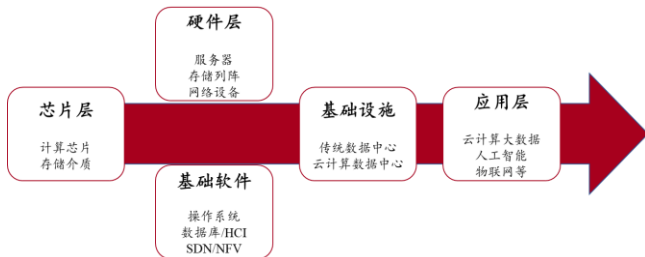 硬件层
服务器
存储列阵
网络设备
芯片层
计算芯片
存储介质
基础软件
操作系统
数据库/HCI
SDN/NFV
基础设施
传统数据中心
云计算数据中心
应用层
云计算大数据
人工智能
物联网等